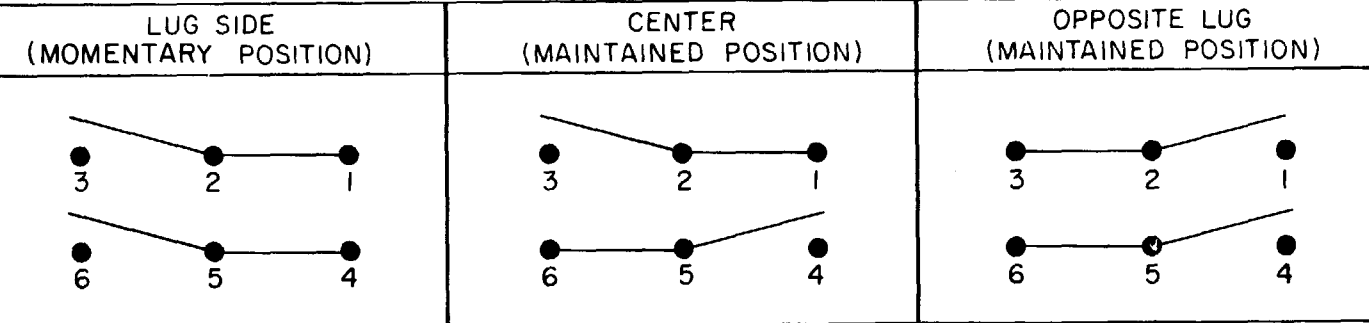 LUG SIDE
(MOMENTARY POSITION)
CENTER
(MAINTAINED POSITION)
OPPOSITE LUG
(MAINTAINED POSITION)
3 2 1
3 2 1
3 2 1
6 5 4
6 5 4
6 5 4